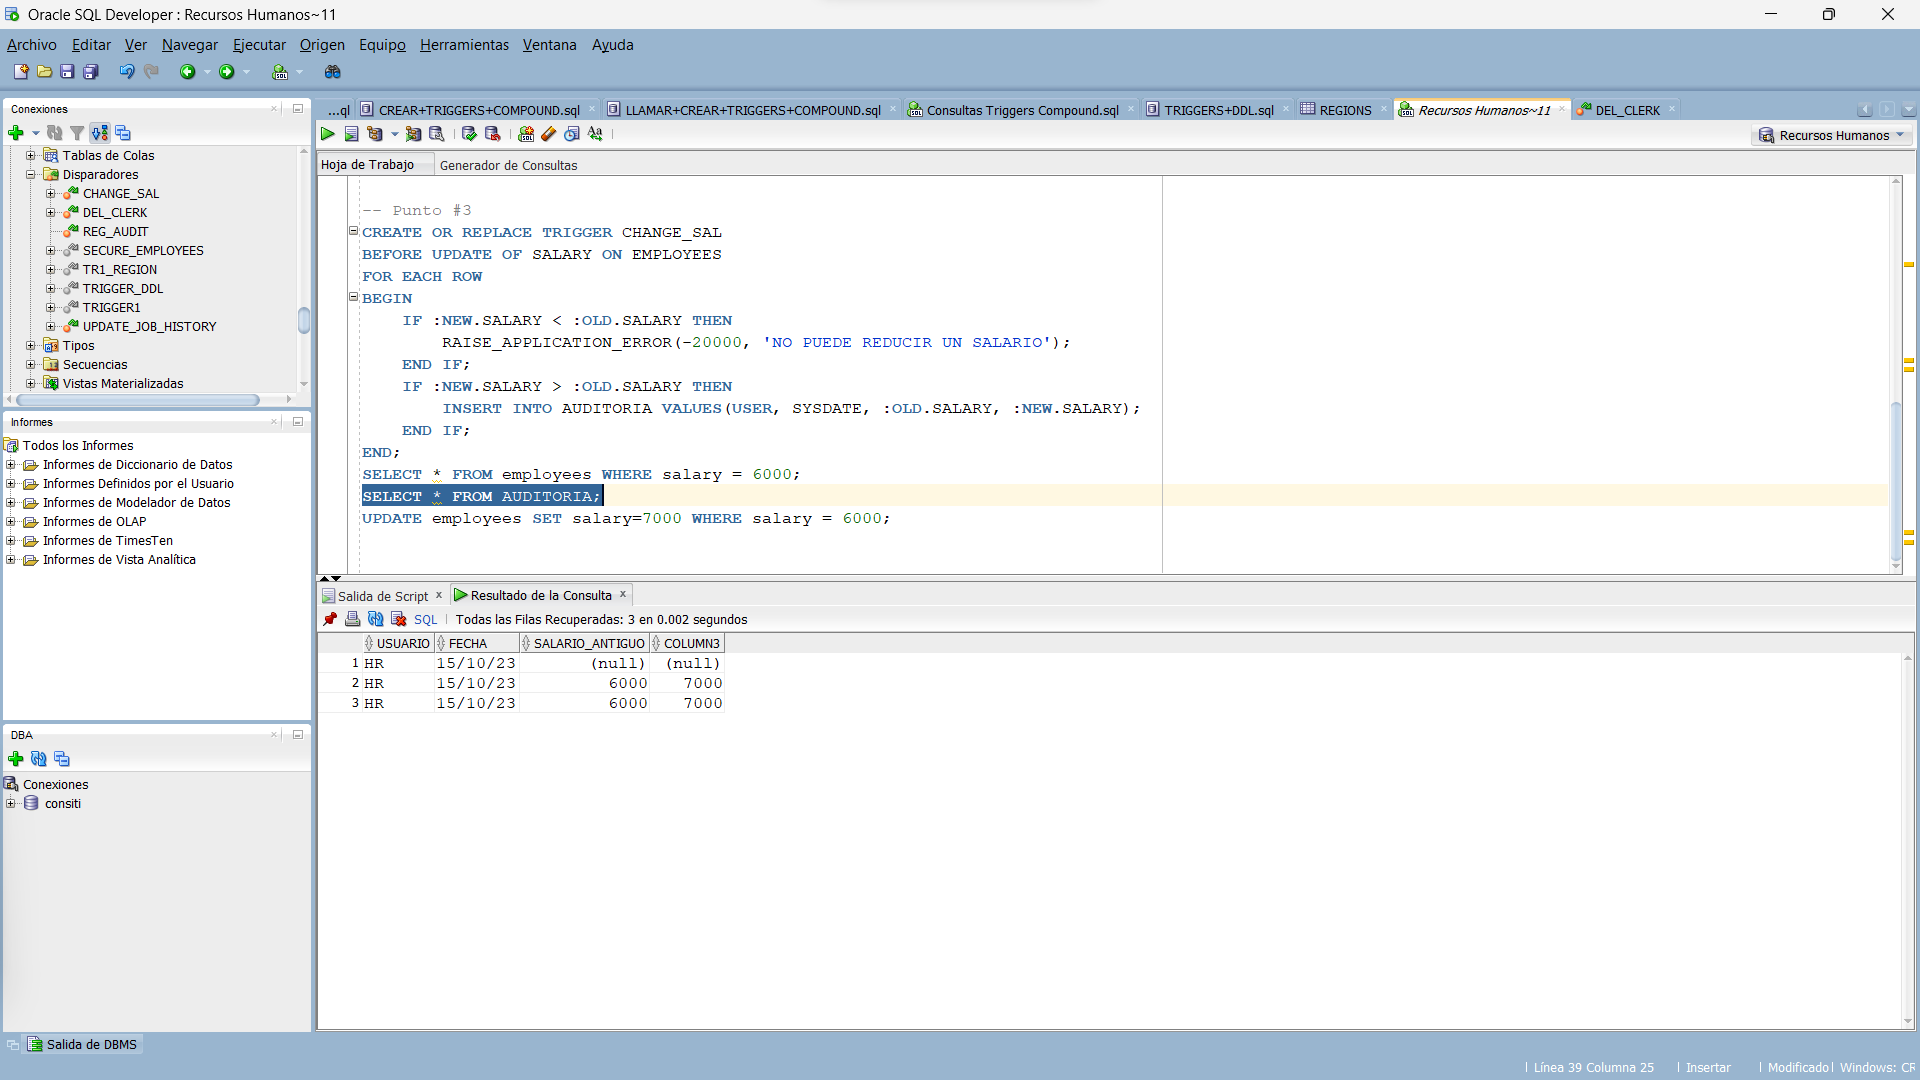 Oracle SQL Developer : Recursos Humanos~11
Archivo Editar Ver Navegar Ejecutar Origen Equipo Herramientas Ventana Ayuda
Conexiones
Tablas de Colas
Disparadores
CHANGE_SAL
DEL_CLERK
REG_AUDIT
SECURE_EMPLOYEES
TR1_REGION
TRIGGER_DDL
TRIGGER1
UPDATE_JOB_HISTORY
Tipos
Secuencias
Vistas Materializadas
Informes
Todos los Informes
Informes de Diccionario de Datos
Informes Definidos por el Usuario
Informes de Modelador de Datos
Informes de OLAP
Informes de TimesTen
Informes de Vista Analítica
DBA
Conexiones
consiti
...ql CREAR+TRIGGERS+COMPOUND.sql LLAMAR+CREAR+TRIGGERS+COMPOUND.sql Consultas Triggers Compound.sql TRIGGERS+DDL.sql REGIONS Recursos Humanos~11 DEL_CLERK
Recursos Humanos
Hoja de Trabajo Generador de Consultas
-- Punto #3
CREATE OR REPLACE TRIGGER CHANGE_SAL
BEFORE UPDATE OF SALARY ON EMPLOYEES
FOR EACH ROW
BEGIN
IF :NEW.SALARY < :OLD.SALARY THEN
RAISE_APPLICATION_ERROR(-20000, 'NO PUEDE REDUCIR UN SALARIO');
END IF;
IF :NEW.SALARY > :OLD.SALARY THEN
INSERT INTO AUDITORIA VALUES(USER, SYSDATE, :OLD.SALARY, :NEW.SALARY);
END IF;
END;
SELECT * FROM employees WHERE salary = 6000;
SELECT * FROM AUDITORIA;
UPDATE employees SET salary=7000 WHERE salary = 6000;
Salida de Script Resultado de la Consulta
SQL Todas las Filas Recuperadas: 3 en 0.002 segundos
USUARIO FECHA SALARIO_ANTIGUO COLUMN3
1 HR 15/10/23 (null) (null)
2 HR 15/10/23 6000 7000
3 HR 15/10/23 6000 7000
Salida de DBMS
Línea 39 Columna 25 Insertar Modificado Windows: CR